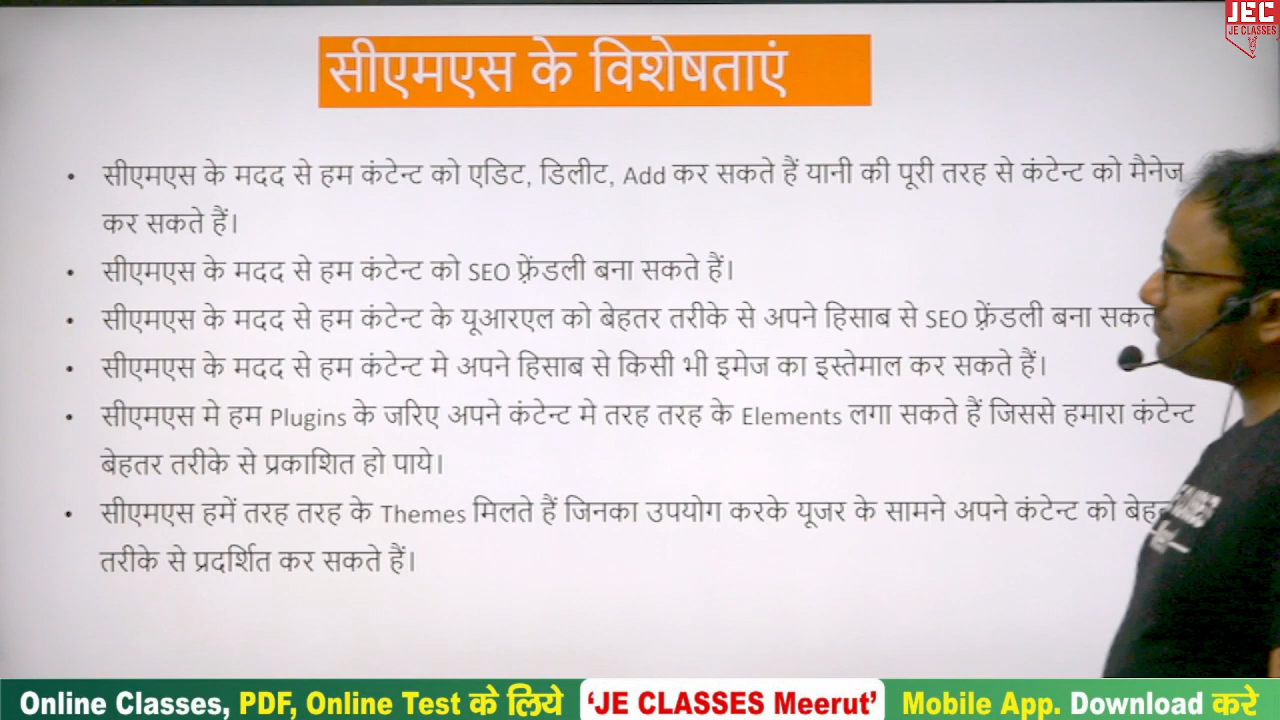 JEC
JE CLASSES
सीएमएस के विशेषताएं
• सीएमएस के मदद से हम कंटेन्ट को एडिट, डिलीट, Add कर सकते हैं यानी की पूरी तरह से कंटेन्ट को मैनेज
कर सकते हैं।
• सीएमएस के मदद से हम कंटेन्ट को SEO फ़्रेंडली बना सकते हैं।
• सीएमएस के मदद से हम कंटेन्ट के यूआरएल को बेहतर तरीके से अपने हिसाब से SEO फ़्रेंडली बना सकत
• सीएमएस के मदद से हम कंटेन्ट मे अपने हिसाब से किसी भी इमेज का इस्तेमाल कर सकते हैं।
• सीएमएस मे हम Plugins के जरिए अपने कंटेन्ट मे तरह तरह के Elements लगा सकते हैं जिससे हमारा कंटेन्ट
बेहतर तरीके से प्रकाशित हो पाये।
• सीएमएस हमें तरह तरह के Themes मिलते हैं जिनका उपयोग करके यूजर के सामने अपने कंटेन्ट को
तरीके से प्रदर्शित कर सकते हैं।
Online Classes, PDF, Online Test के लिये 'JE CLASSES Meerut' Mobile App. Download करे